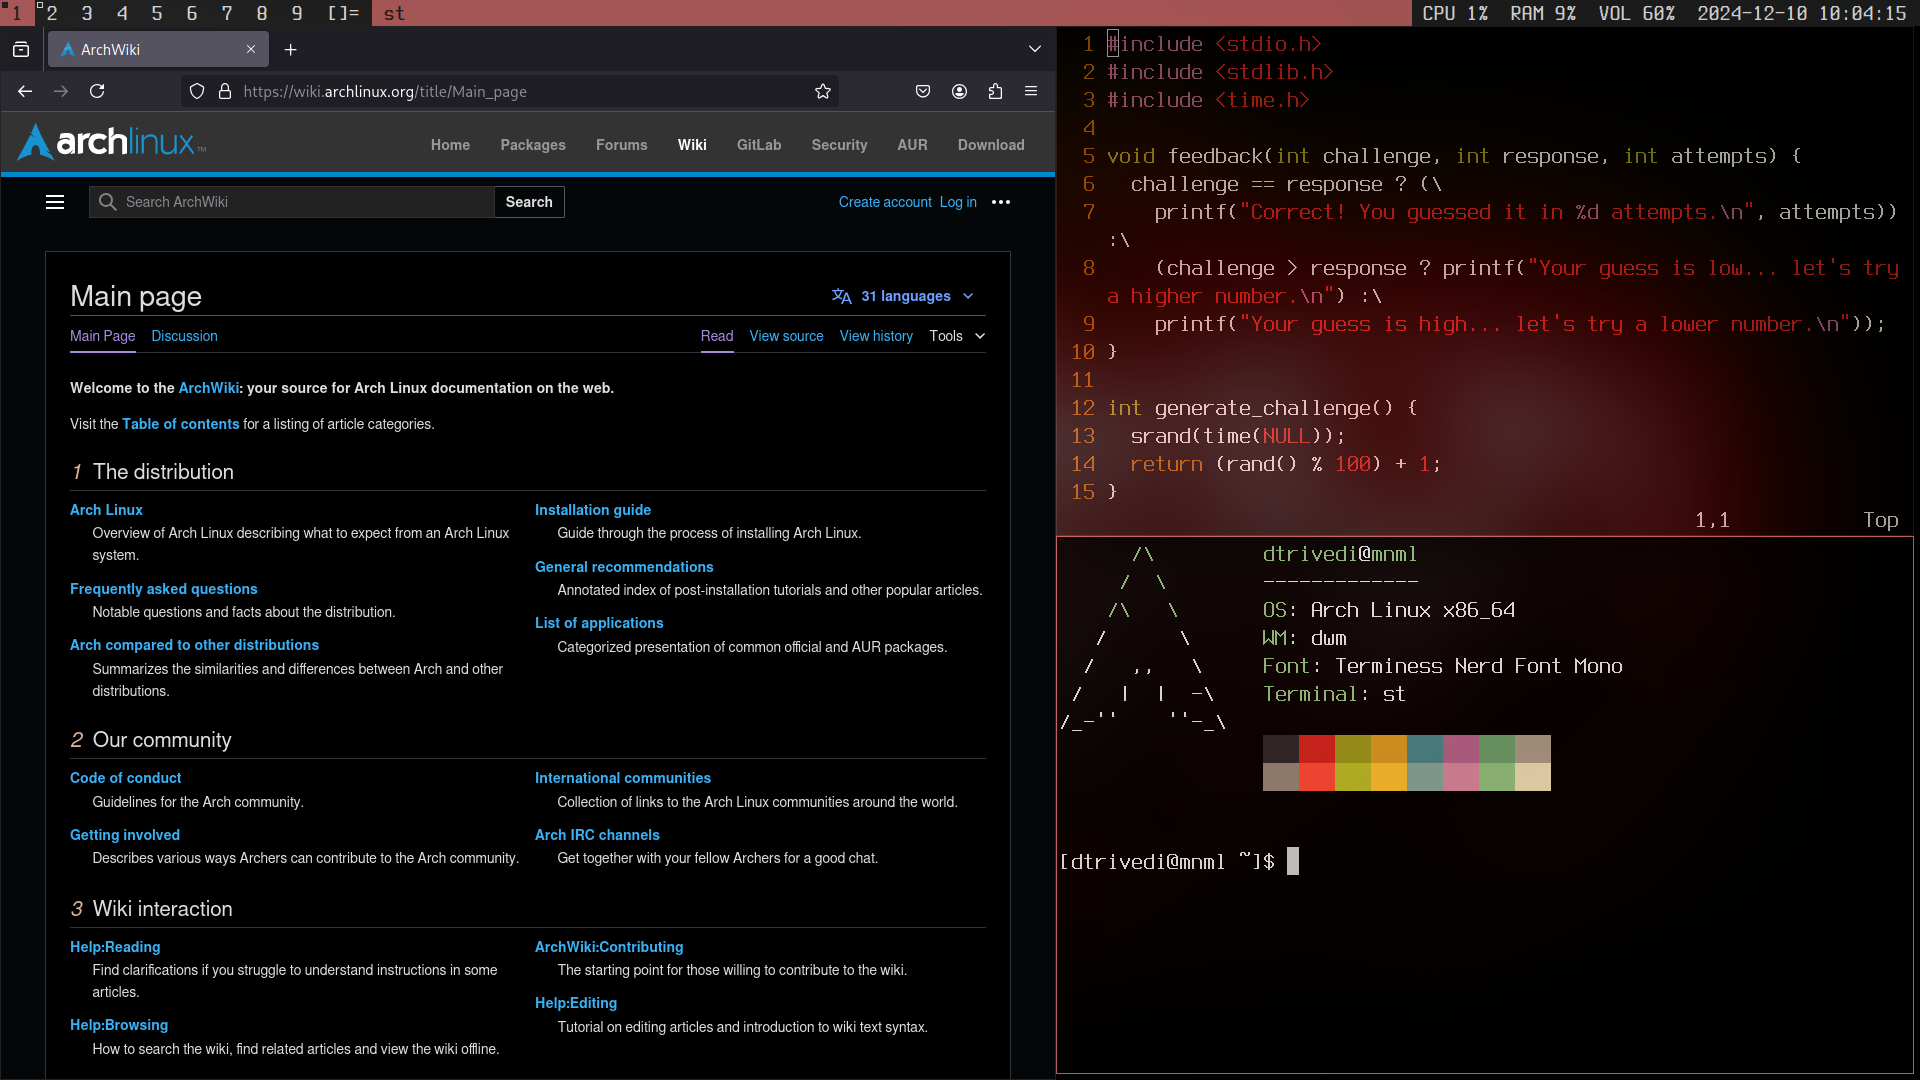 1 2 3 4 5 6 7 8 9 []= st CPU 1% RAM 9% VOL 60% 2024-12-10 10:04:15
ArchWiki
https://wiki.archlinux.org/title/Main_page
archlinux™ Home Packages Forums Wiki GitLab Security AUR Download
Search ArchWiki Search Create account Log in
Main page 31 languages
Main Page Discussion Read View source View history Tools
Welcome to the ArchWiki: your source for Arch Linux documentation on the web.
Visit the Table of contents for a listing of article categories.
1 The distribution
Arch Linux
Overview of Arch Linux describing what to expect from an Arch Linux
system.
Frequently asked questions
Notable questions and facts about the distribution.
Arch compared to other distributions
Summarizes the similarities and differences between Arch and other
distributions.
Installation guide
Guide through the process of installing Arch Linux.
General recommendations
Annotated index of post-installation tutorials and other popular articles.
List of applications
Categorized presentation of common official and AUR packages.
2 Our community
Code of conduct
Guidelines for the Arch community.
Getting involved
Describes various ways Archers can contribute to the Arch community.
International communities
Collection of links to the Arch Linux communities around the world.
Arch IRC channels
Get together with your fellow Archers for a good chat.
3 Wiki interaction
Help:Reading
Find clarifications if you struggle to understand instructions in some
articles.
Help:Browsing
How to search the wiki, find related articles and view the wiki offline.
ArchWiki:Contributing
The starting point for those willing to contribute to the wiki.
Help:Editing
Tutorial on editing articles and introduction to wiki text syntax.
1 #include <stdio.h>
2 #include <stdlib.h>
3 #include <time.h>
4
5 void feedback(int challenge, int response, int attempts) {
6   challenge == response ? (\
7     printf("Correct! You guessed it in %d attempts.\n", attempts))
:\
8     (challenge > response ? printf("Your guess is low... let's try
a higher number.\n") :\
9     printf("Your guess is high... let's try a lower number.\n"));
10 }
11
12 int generate_challenge() {
13   srand(time(NULL));
14   return (rand() % 100) + 1;
15 }
1,1 Top
      /\
     /  \
    /\   \
   /      \
  /   ,,   \
 /   |  |  -\
/_-''    ''-_\
dtrivedi@mnml
-------------
OS: Arch Linux x86_64
WM: dwm
Font: Terminess Nerd Font Mono
Terminal: st
[dtrivedi@mnml ~]$